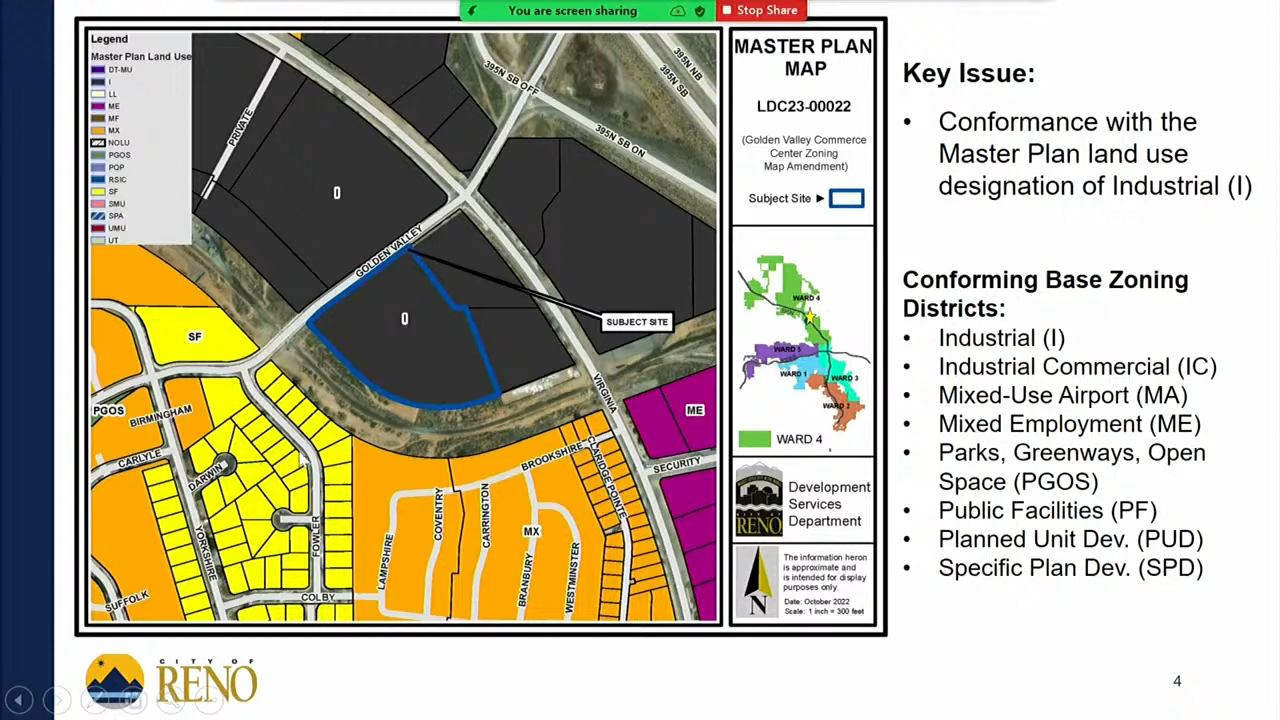 You are screen sharing
Stop Share
Legend
Master Plan Land Use
DT-MU
I
LL
ME
MF
MX
NOLU
PGOS
POP
RSIC
SF
SMU
SPA
UMU
UT
PRIVATE
395N SB OFF
395N NB
395N SB
395N SB ON
GOLDEN VALLEY
SUBJECT SITE
SF
PGOS
BIRMINGHAM
CARLYLE
DARWIN
YORKSHIRE
FOWLER
SUFFOLK
COLBY
LAMPSHIRE
COVENTRY
CARRINGTON
BROOKSHIRE
BRANBURY
MX
WESTMINSTER
CLARIDGE POINTE
VIRGINIA
ME
SECURITY
MASTER PLAN
MAP
LDC23-00022
(Golden Valley Commerce
Center Zoning
Map Amendment)
Subject Site
WARD 4
WARD 5
WARD 1
WARD 3
WARD 2
WARD 4
CITY OF
RENO
Development
Services
Department
N
The information heron
is approximate and
is intended for display
purposes only.
Date: October 2022
Scale: 1 inch = 300 feet
Key Issue:
• Conformance with the
Master Plan land use
designation of Industrial (I)
Conforming Base Zoning
Districts:
• Industrial (I)
• Industrial Commercial (IC)
• Mixed-Use Airport (MA)
• Mixed Employment (ME)
• Parks, Greenways, Open
Space (PGOS)
• Public Facilities (PF)
• Planned Unit Dev. (PUD)
• Specific Plan Dev. (SPD)
CITY OF
RENO
4